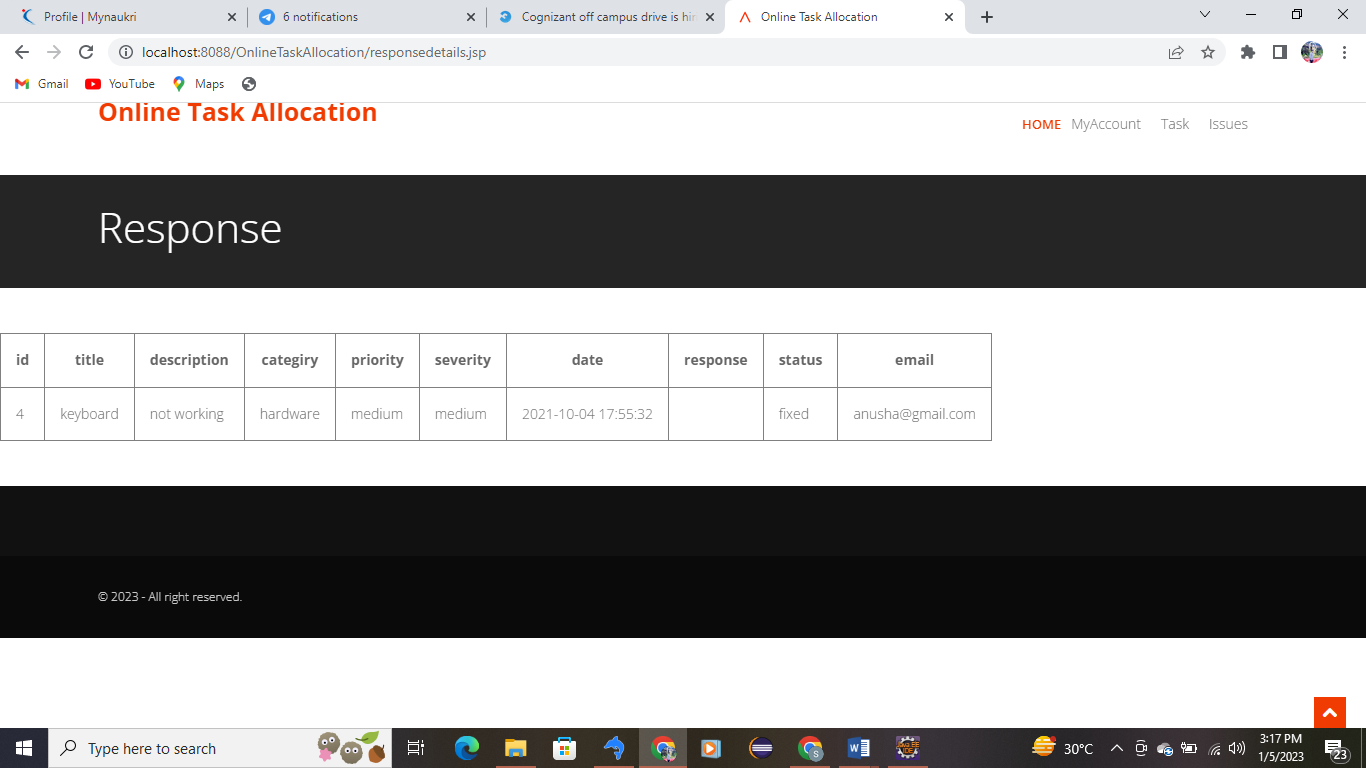 Profile | Mynaukri
6 notifications
Cognizant off campus drive is hir
Online Task Allocation
localhost:8088/OnlineTaskAllocation/responsedetails.jsp
Gmail YouTube Maps
Online Task Allocation
HOME MyAccount Task Issues
Response
id title description categiry priority severity date response status email
4 keyboard not working hardware medium medium 2021-10-04 17:55:32 fixed anusha@gmail.com
© 2023 - All right reserved.
Type here to search
30°C
3:17 PM
1/5/2023
23